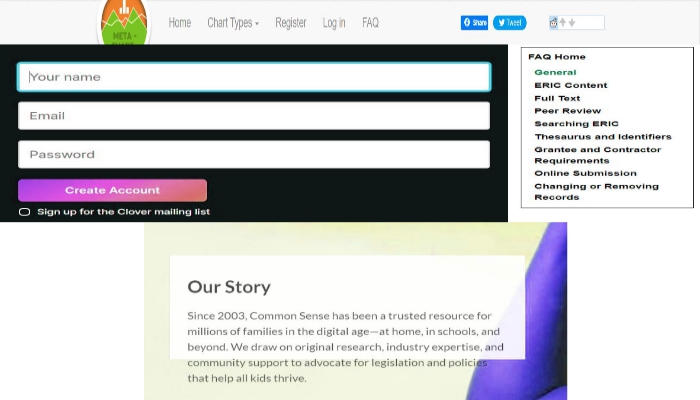 META -
CHART
Home Chart Types Register Log in FAQ
Share
Tweet
Your name
Email
Password
Create Account
Sign up for the Clover mailing list
FAQ Home
General
ERIC Content
Full Text
Peer Review
Searching ERIC
Thesaurus and Identifiers
Grantee and Contractor
Requirements
Online Submission
Changing or Removing
Records
Our Story
Since 2003, Common Sense has been a trusted resource for
millions of families in the digital age—at home, in schools, and
beyond. We draw on original research, industry expertise, and
community support to advocate for legislation and policies
that help all kids thrive.